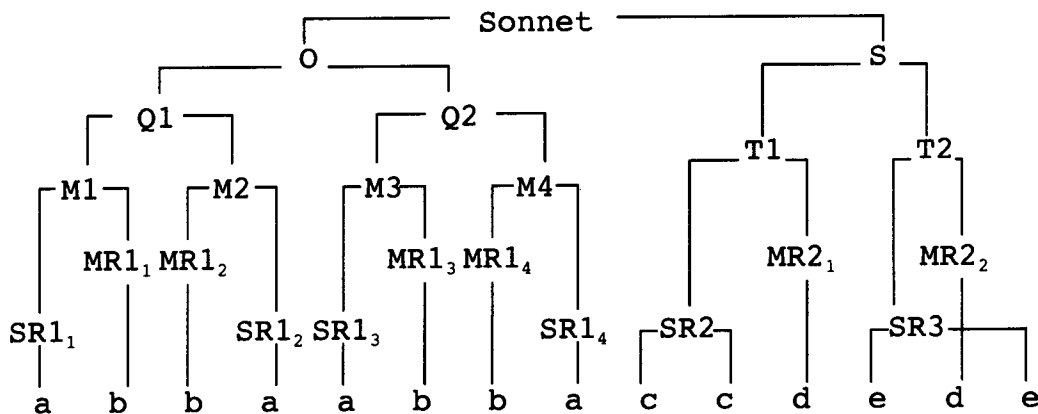 Sonnet
O S
Q1 Q2
T1 T2
M1 M2 M3 M4
MR1₁ MR1₂ MR1₃ MR1₄ MR2₁ MR2₂
SR1₁ SR1₂ SR1₃ SR1₄ SR2 SR3
a b b a a b b a c c d e d e